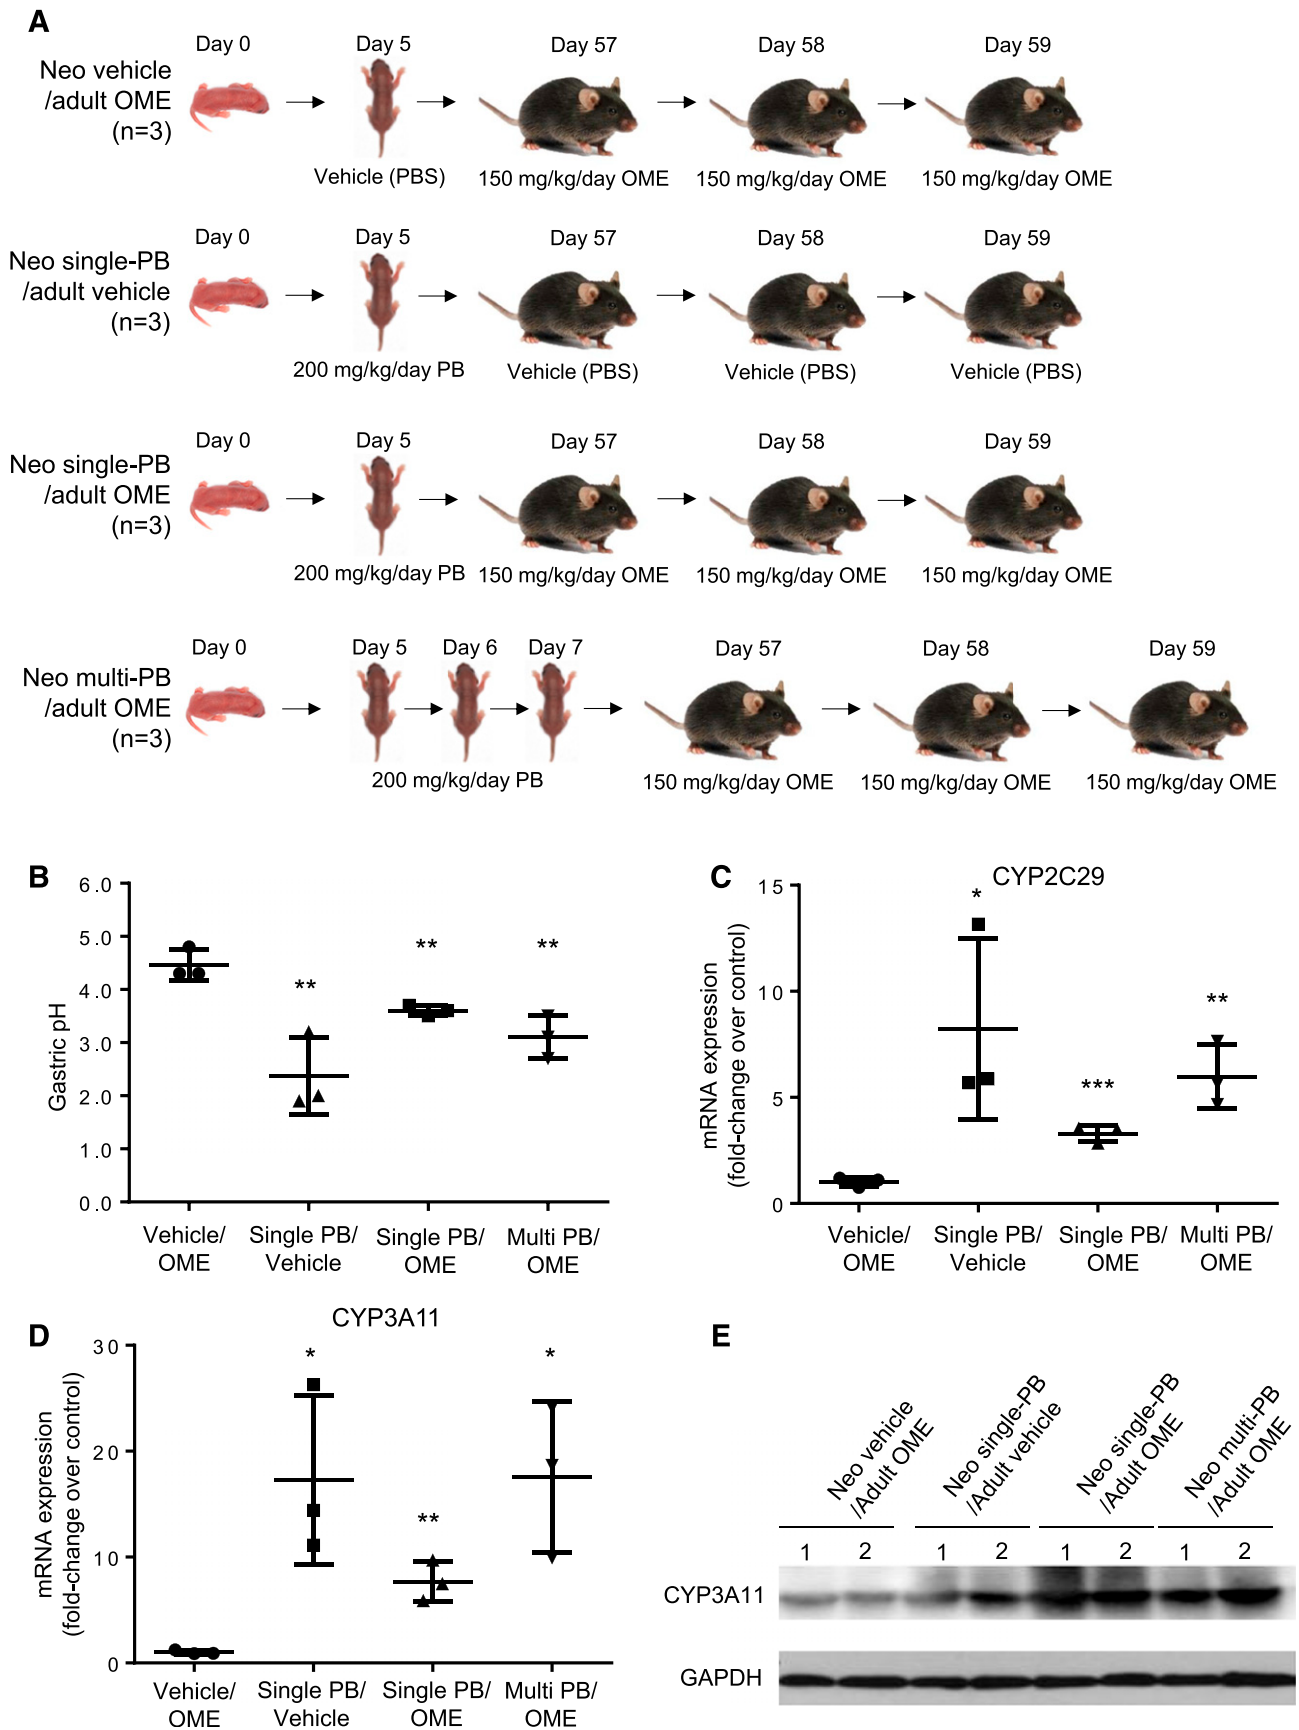 A
Neo vehicle
/adult OME
(n=3)
Day 0
Day 5
Day 57
Day 58
Day 59
Vehicle (PBS)
150 mg/kg/day OME
150 mg/kg/day OME
150 mg/kg/day OME
Neo single-PB
/adult vehicle
(n=3)
Day 0
Day 5
Day 57
Day 58
Day 59
200 mg/kg/day PB
Vehicle (PBS)
Vehicle (PBS)
Vehicle (PBS)
Neo single-PB
/adult OME
(n=3)
Day 0
Day 5
Day 57
Day 58
Day 59
200 mg/kg/day PB
150 mg/kg/day OME
150 mg/kg/day OME
150 mg/kg/day OME
Neo multi-PB
/adult OME
(n=3)
Day 0
Day 5
Day 6
Day 7
Day 57
Day 58
Day 59
200 mg/kg/day PB
150 mg/kg/day OME
150 mg/kg/day OME
150 mg/kg/day OME
B
Gastric pH
6.0
5.0
4.0
3.0
2.0
1.0
0.0
**
**
**
Vehicle/
OME
Single PB/
Vehicle
Single PB/
OME
Multi PB/
OME
C
CYP2C29
mRNA expression
(fold-change over control)
15
10
5
0
*
***
**
Vehicle/
OME
Single PB/
Vehicle
Single PB/
OME
Multi PB/
OME
D
CYP3A11
mRNA expression
(fold-change over control)
30
20
10
0
*
**
*
Vehicle/
OME
Single PB/
Vehicle
Single PB/
OME
Multi PB/
OME
E
Neo vehicle
/Adult OME
Neo single-PB
/Adult vehicle
Neo single-PB
/Adult OME
Neo multi-PB
/Adult OME
1 2 1 2 1 2 1 2
CYP3A11
GAPDH